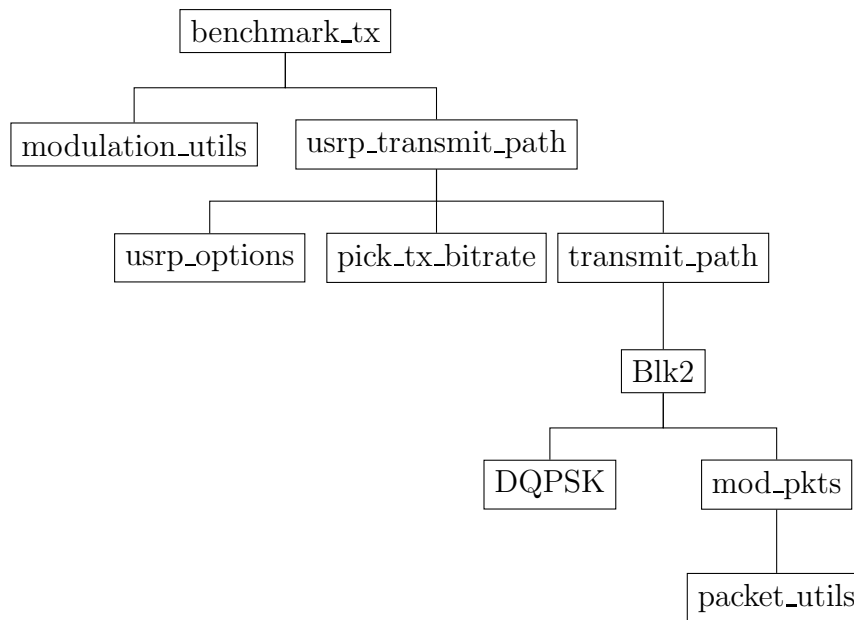 benchmark_tx
modulation_utils
usrp_transmit_path
usrp_options
pick_tx_bitrate
transmit_path
Blk2
DQPSK
mod_pkts
packet_utils